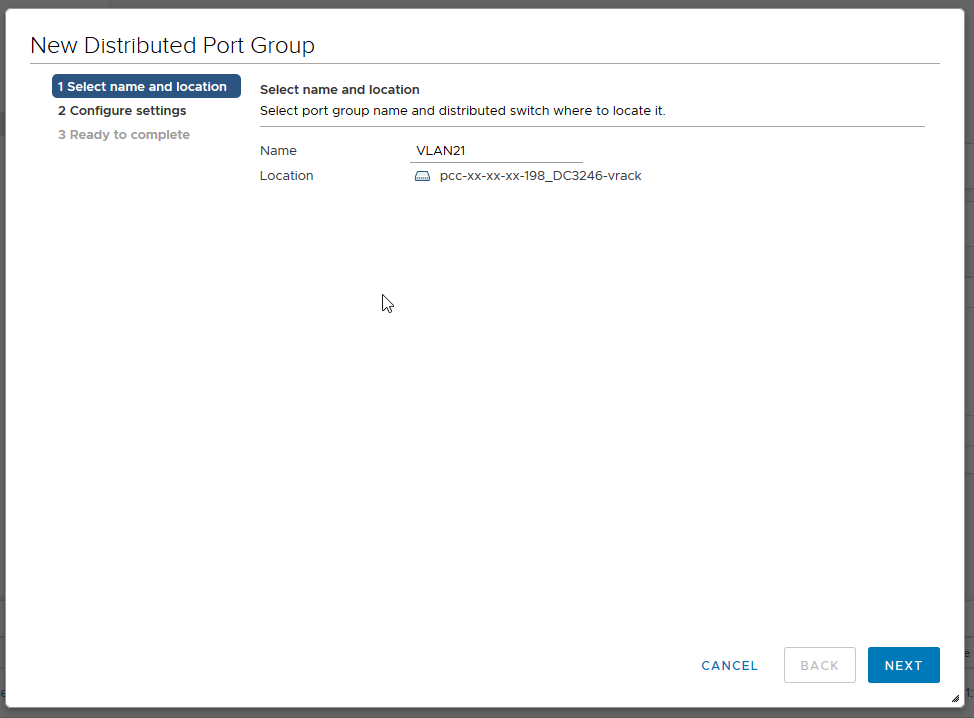 New Distributed Port Group
1 Select name and location
2 Configure settings
3 Ready to complete
Select name and location
Select port group name and distributed switch where to locate it.
Name VLAN21
Location pcc-xx-xx-xx-198_DC3246-vrack
CANCEL BACK NEXT